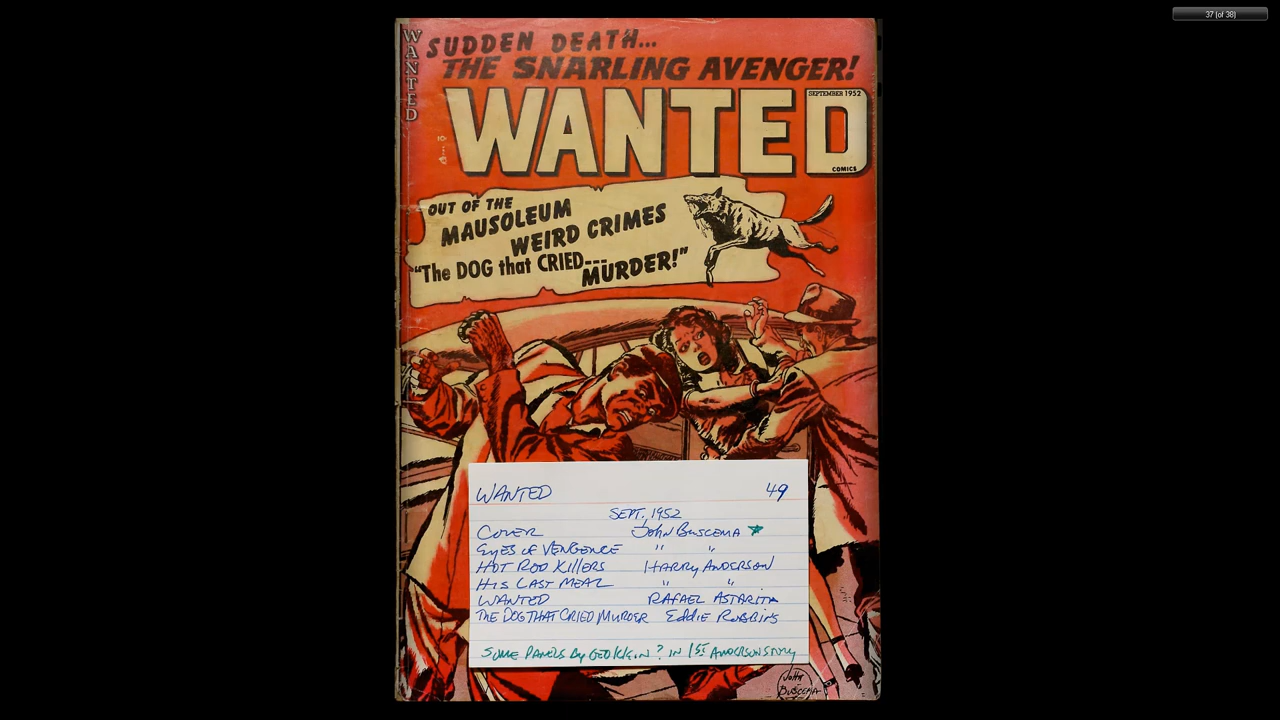 37 (of 38)
WANTED
SUDDEN DEATH...
THE SNARLING AVENGER!
SEPTEMBER 1952
WANTED
COMICS
OUT OF THE
MAUSOLEUM
WEIRD CRIMES
"The DOG that CRIED---
MURDER!"
WANTED 49
SEPT, 1952
COVER JOHN BUSCEMA ★
EYES OF VENGENCE " "
HOT ROD KILLERS HARRY ANDERSON
HIS LAST MEAL " "
WANTED RAFAEL ASTARITA
THE DOG THAT CRIED MURDER EDDIE ROBBINS
SOME PANELS By GEO KLEIN? IN 1ST ANDERSON STORY
JOHN
BUSCEMA